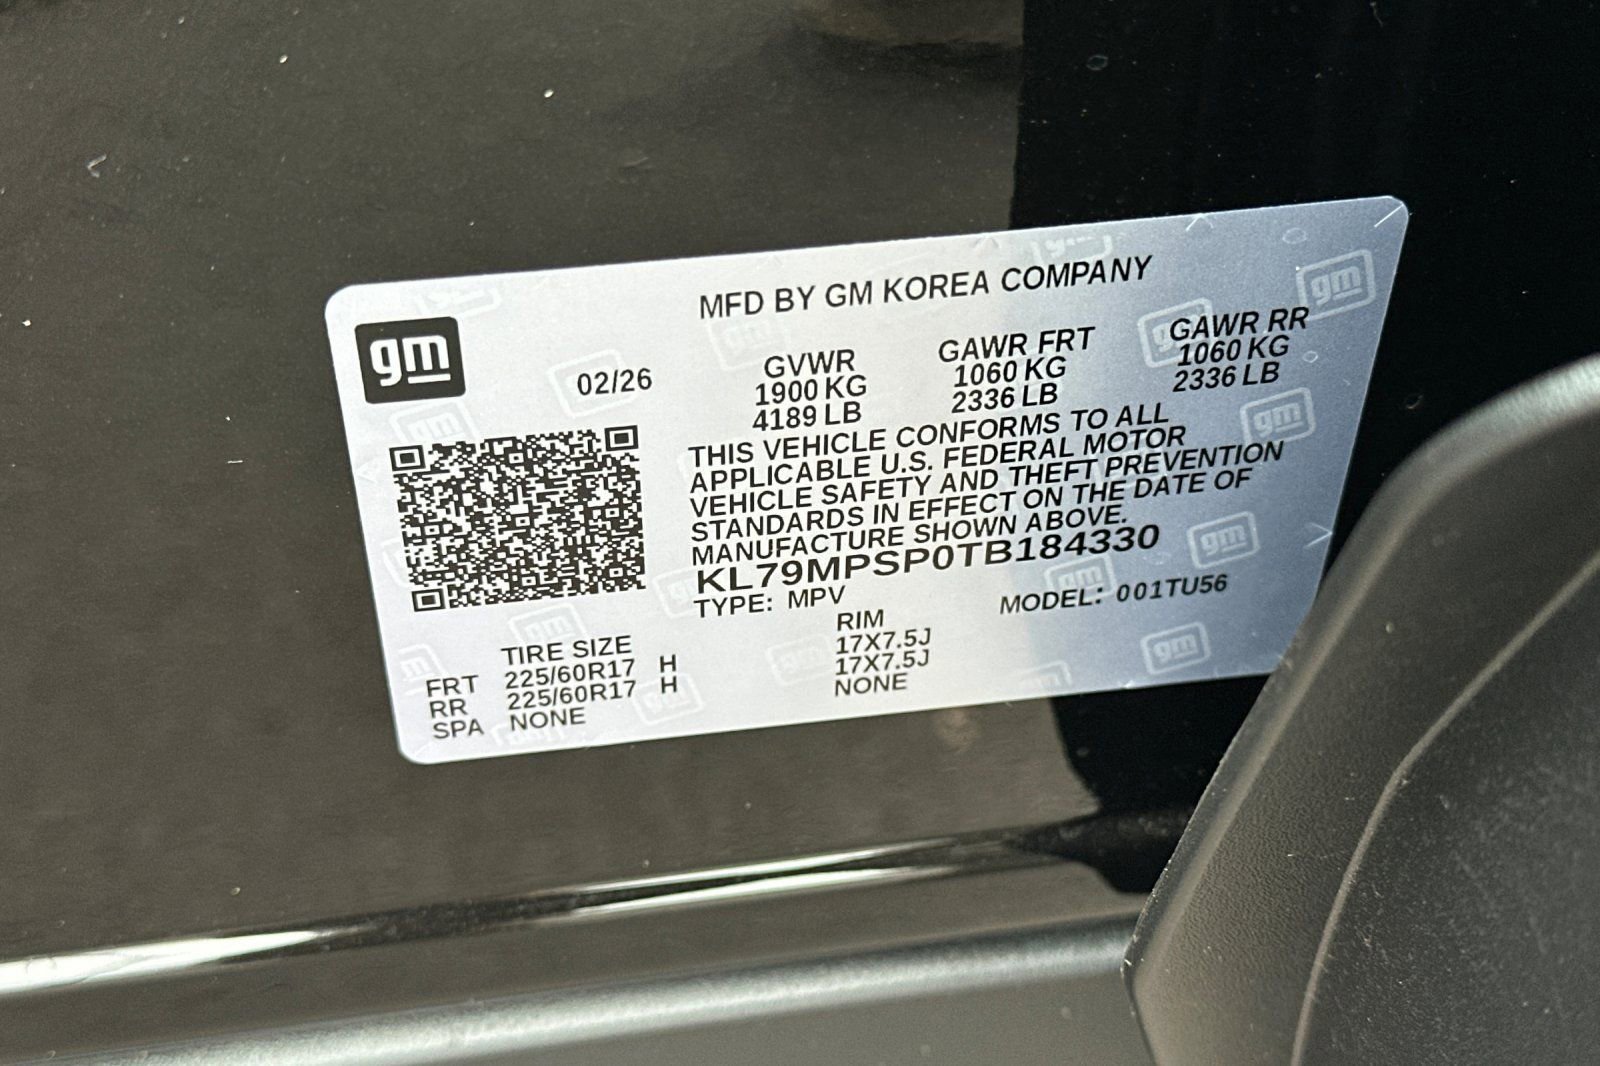 MFD BY GM KOREA COMPANY
gm
02/26
GVWR GAWR FRT GAWR RR
1900 KG 1060 KG 1060 KG
4189 LB 2336 LB 2336 LB
THIS VEHICLE CONFORMS TO ALL
APPLICABLE U.S. FEDERAL MOTOR
VEHICLE SAFETY AND THEFT PREVENTION
STANDARDS IN EFFECT ON THE DATE OF
MANUFACTURE SHOWN ABOVE.
KL79MPSP0TB184330
TYPE: MPV MODEL: 001TU56
TIRE SIZE RIM
FRT 225/60R17 H 17X7.5J
RR 225/60R17 H 17X7.5J
SPA NONE NONE